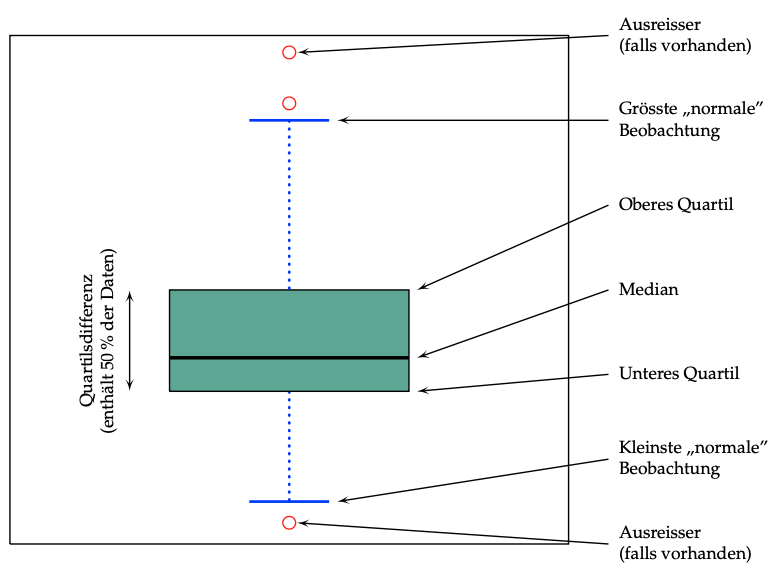 Ausreisser
(falls vorhanden)
Grösste „normale”
Beobachtung
Oberes Quartil
Median
Quartilsdifferenz
(enthält 50 % der Daten)
Unteres Quartil
Kleinste „normale”
Beobachtung
Ausreisser
(falls vorhanden)